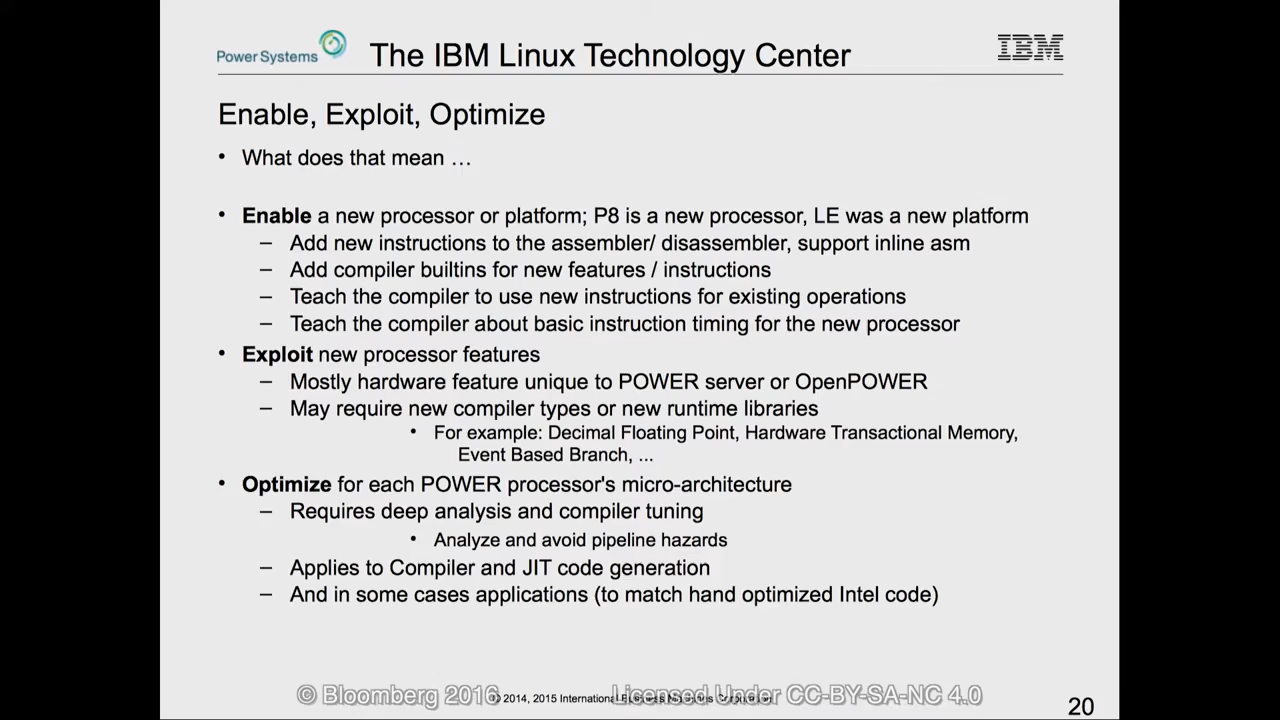 Power Systems
The IBM Linux Technology Center
IBM
Enable, Exploit, Optimize
• What does that mean …
• Enable a new processor or platform; P8 is a new processor, LE was a new platform
– Add new instructions to the assembler/ disassembler, support inline asm
– Add compiler builtins for new features / instructions
– Teach the compiler to use new instructions for existing operations
– Teach the compiler about basic instruction timing for the new processor
• Exploit new processor features
– Mostly hardware feature unique to POWER server or OpenPOWER
– May require new compiler types or new runtime libraries
• For example: Decimal Floating Point, Hardware Transactional Memory,
Event Based Branch, ...
• Optimize for each POWER processor's micro-architecture
– Requires deep analysis and compiler tuning
• Analyze and avoid pipeline hazards
– Applies to Compiler and JIT code generation
– And in some cases applications (to match hand optimized Intel code)
© Bloomberg 2016
© 2014, 2015 International
Licensed Under CC-BY-SA-NC 4.0
20